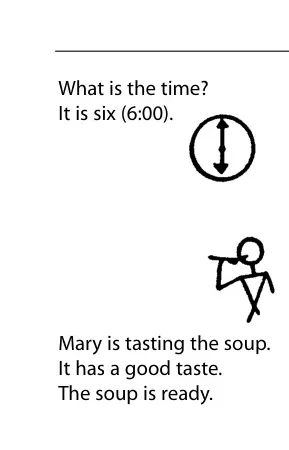 What is the time?
It is six (6:00).
Mary is tasting the soup.
It has a good taste.
The soup is ready.